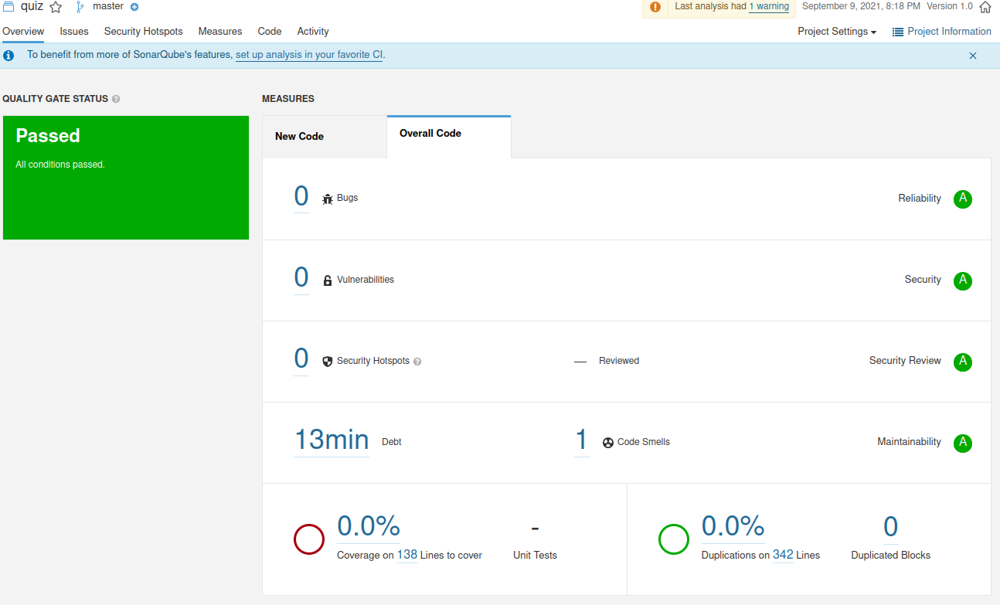 quiz master Last analysis had 1 warning September 9, 2021, 8:18 PM Version 1.0
Overview Issues Security Hotspots Measures Code Activity Project Settings Project Information
To benefit from more of SonarQube's features, set up analysis in your favorite CI.
QUALITY GATE STATUS ?
MEASURES
Passed
All conditions passed.
New Code
Overall Code
0 Bugs Reliability A
0 Vulnerabilities Security A
0 Security Hotspots ? — Reviewed Security Review A
13min Debt 1 Code Smells Maintainability A
0.0%
Coverage on 138 Lines to cover
-
Unit Tests
0.0%
Duplications on 342 Lines
0
Duplicated Blocks